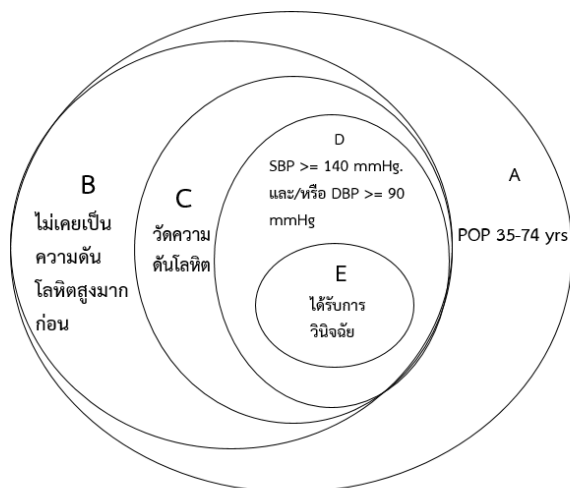 D
SBP >= 140 mmHg.
และ/หรือ DBP >= 90
mmHg
A
POP 35-74 yrs
B
ไม่เคยเป็น
ความดัน
โลหิตสูงมาก
ก่อน
C
วัดความ
ดันโลหิต
E
ได้รับการ
วินิจฉัย